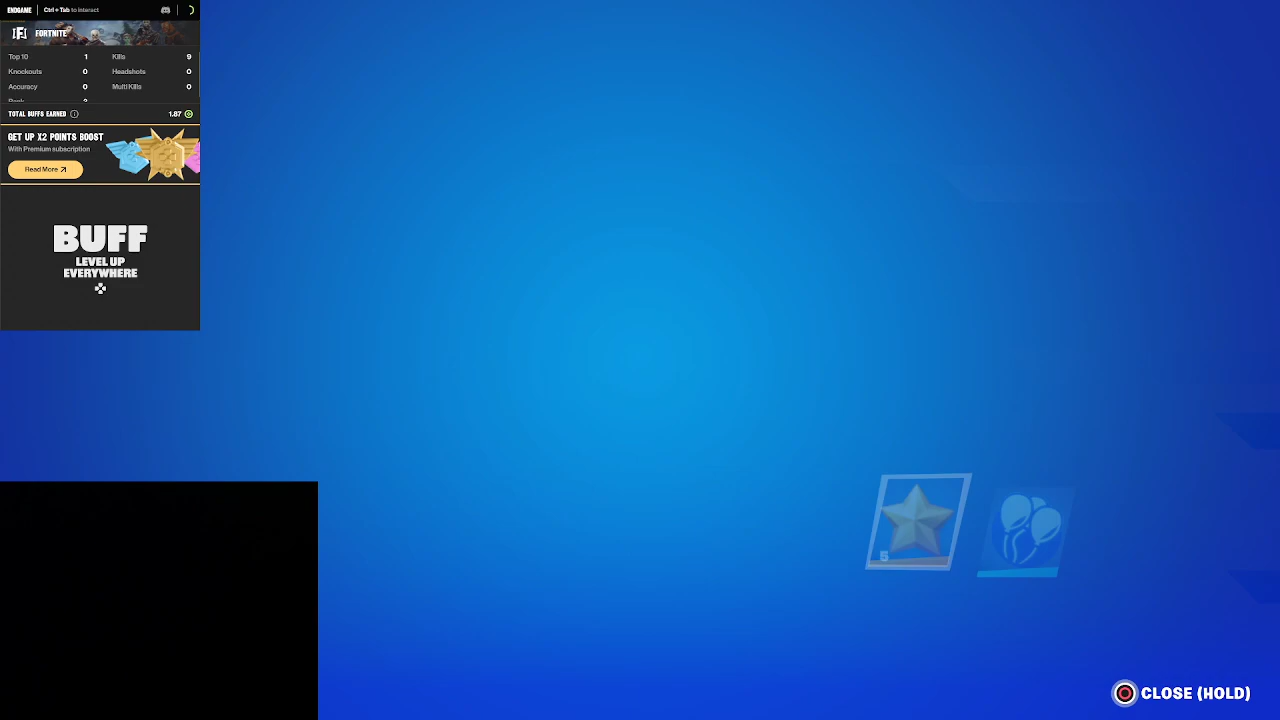 ENDGAME Ctrl + Tab to interact
FORTNITE
Top 10 1 Kills 9
Knockouts 0 Headshots 0
Accuracy 0 Multi Kills 0
TOTAL BUFFS EARNED 1.87
GET UP X2 POINTS BOOST
With Premium subscription
Read More
BUFF
LEVEL UP
EVERYWHERE
5
CLOSE (HOLD)